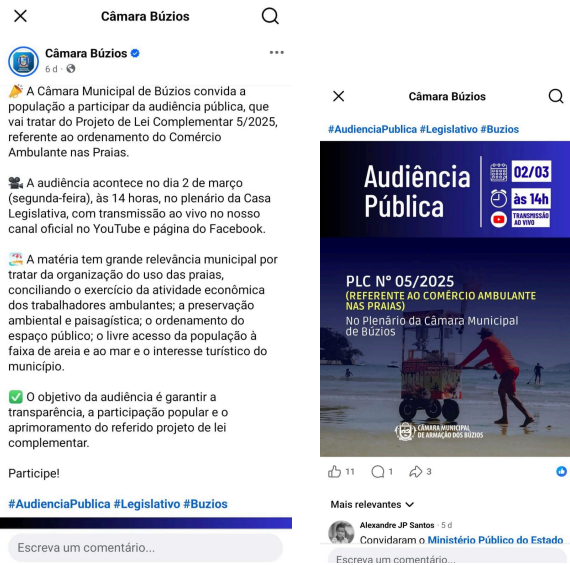 Câmara Búzios
Câmara Búzios
6 d
A Câmara Municipal de Búzios convida a
população a participar da audiência pública, que
vai tratar do Projeto de Lei Complementar 5/2025,
referente ao ordenamento do Comércio
Ambulante nas Praias.
A audiência acontece no dia 2 de março
(segunda-feira), às 14 horas, no plenário da Casa
Legislativa, com transmissão ao vivo no nosso
canal oficial no YouTube e página do Facebook.
A matéria tem grande relevância municipal por
tratar da organização do uso das praias,
conciliando o exercício da atividade econômica
dos trabalhadores ambulantes; a preservação
ambiental e paisagística; o ordenamento do
espaço público; o livre acesso da população à
faixa de areia e ao mar e o interesse turístico do
município.
O objetivo da audiência é garantir a
transparência, a participação popular e o
aprimoramento do referido projeto de lei
complementar.
Participe!
#AudienciaPublica #Legislativo #Buzios
Escreva um comentário...
Câmara Búzios
#AudienciaPublica #Legislativo #Buzios
Audiência
Pública
02/03
às 14h
TRANSMISSÃO
AO VIVO
PLC Nº 05/2025
(REFERENTE AO COMÉRCIO AMBULANTE
NAS PRAIAS)
No Plenário da Câmara Municipal
de Búzios
CÂMARA MUNICIPAL
DE ARMAÇÃO DOS BÚZIOS
11 1 3
Mais relevantes
Alexandre JP Santos · 5 d
Convidaram o Ministério Público do Estado
Escreva um comentário...